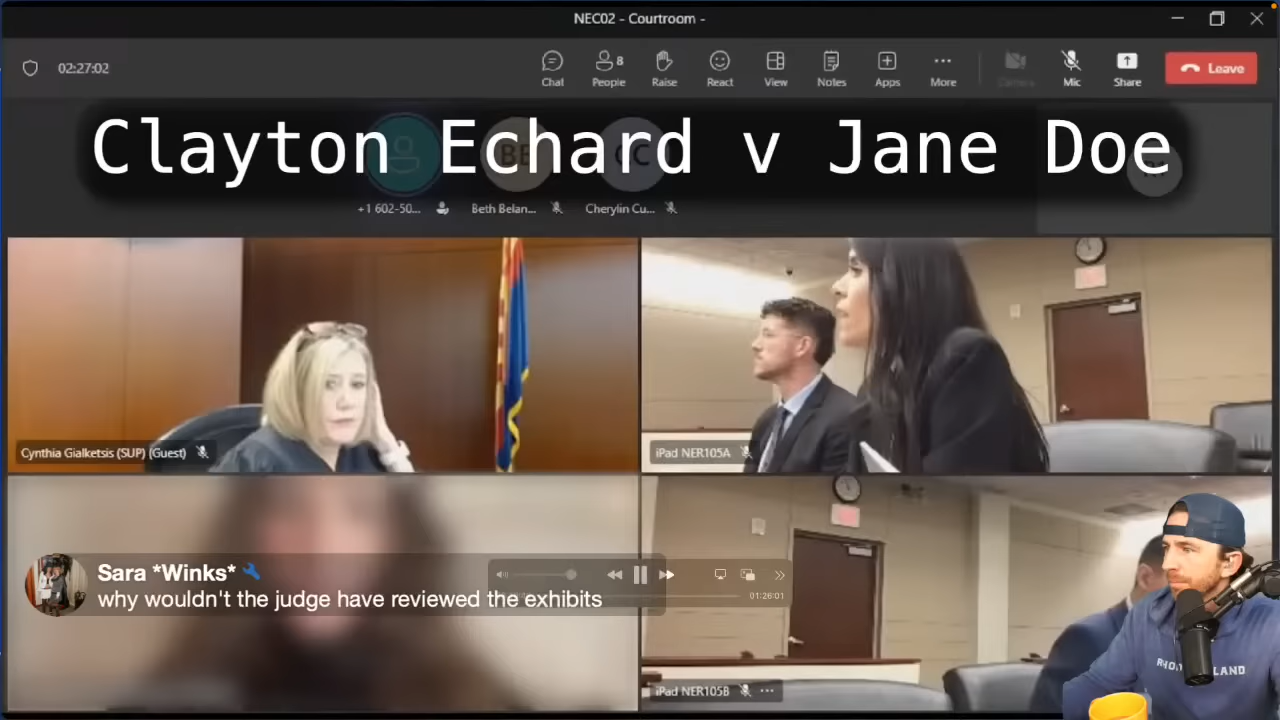 NEC02 - Courtroom -
02:27:02
Chat
8
People
Raise
React
View
Notes
Apps
More
Mic
Share
Leave
Clayton Echard v Jane Doe
+1 602-50...
Beth Belan...
Cherylin Cu...
Cynthia Gialketsis (SUP) (Guest)
iPad NER105A
Sara *Winks*
why wouldn't the judge have reviewed the exhibits
01:26:01
iPad NER105B